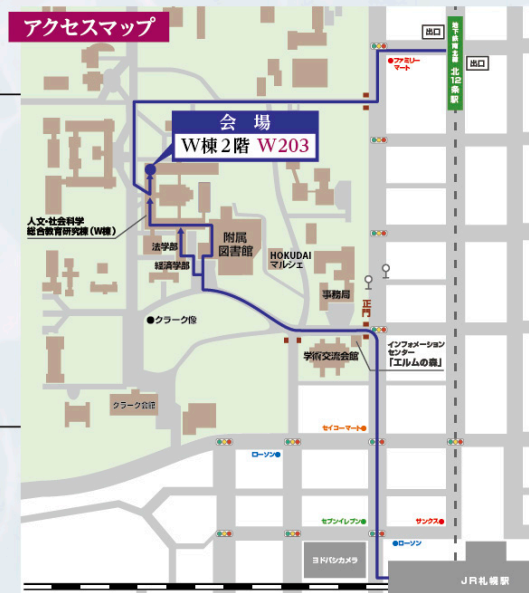 アクセスマップ
出口
地下鉄南北線
北12条駅
出口
ファミリー
マート
会 場
W棟2階 W203
人文・社会科学
総合教育研究棟（W棟）
法学部
経済学部
附属
図書館
HOKUDAI
マルシェ
事務局
正門
クラーク像
学術交流会館
インフォメーション
センター
「エルムの森」
クラーク会館
セイコーマート
ローソン
セブンイレブン
サンクス
ローソン
ヨドバシカメラ
JR札幌駅